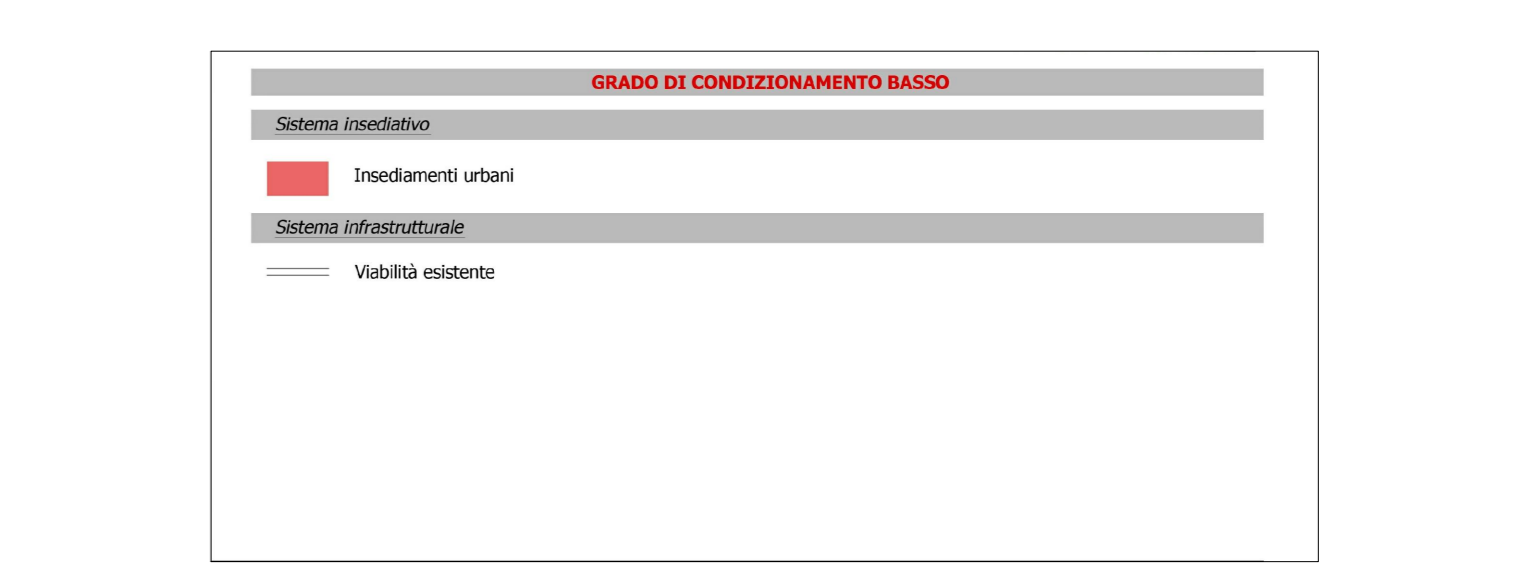 GRADO DI CONDIZIONAMENTO BASSO
Sistema insediativo
Insediamenti urbani
Sistema infrastrutturale
Viabilità esistente